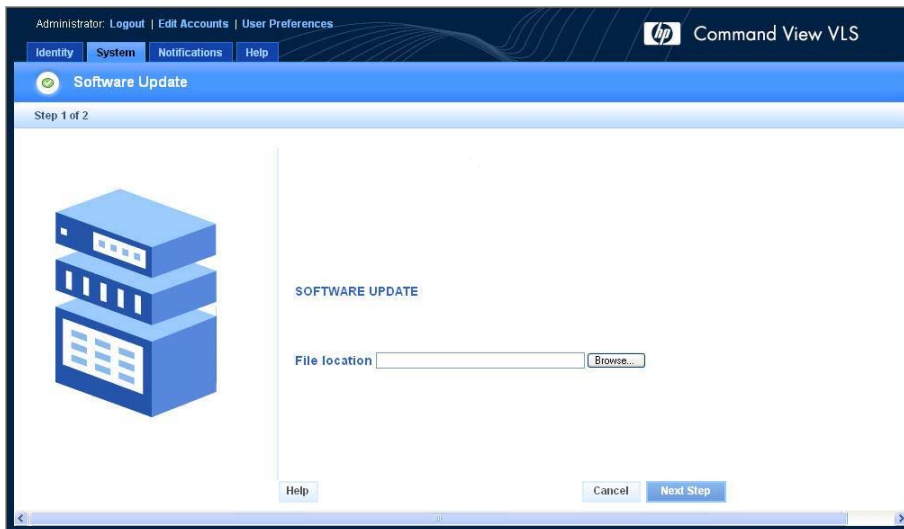 Administrator: Logout | Edit Accounts | User Preferences
hp Command View VLS
Identity System Notifications Help
Software Update
Step 1 of 2
SOFTWARE UPDATE
File location Browse...
Help Cancel Next Step